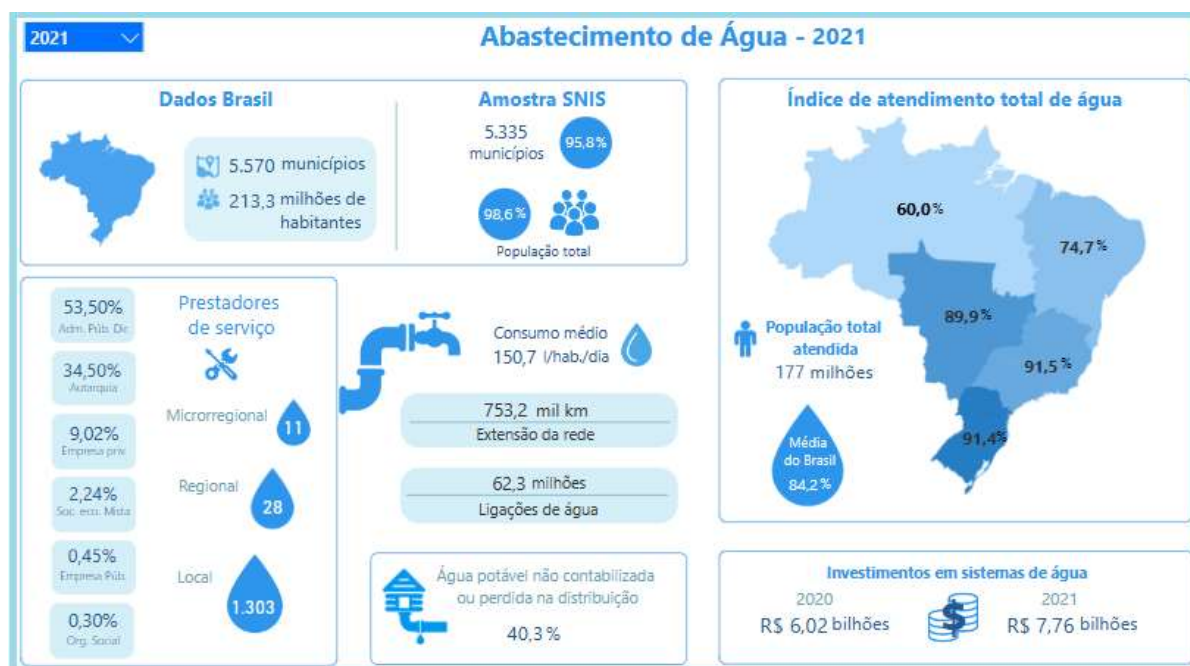 2021
Abastecimento de Água - 2021
Dados Brasil
5.570 municípios
213,3 milhões de
habitantes
Amostra SNIS
5.335
municípios
95,8%
98,6%
População total
Índice de atendimento total de água
60,0%
74,7%
89,9%
91,5%
91,4%
População total
atendida
177 milhões
Média
do Brasil
84,2%
53,50%
Adm. Púb. Dir.
34,50%
Autarquia
9,02%
Empresa priv.
2,24%
Soc. eco. Mista
0,45%
Empresa Púb.
0,30%
Org. Social
Prestadores
de serviço
Microrregional
11
Regional
28
Local
1.303
Consumo médio
150,7 l/hab./dia
753,2 mil km
Extensão da rede
62,3 milhões
Ligações de água
Água potável não contabilizada
ou perdida na distribuição
40,3%
Investimentos em sistemas de água
2020
R$ 6,02 bilhões
$
2021
R$ 7,76 bilhões